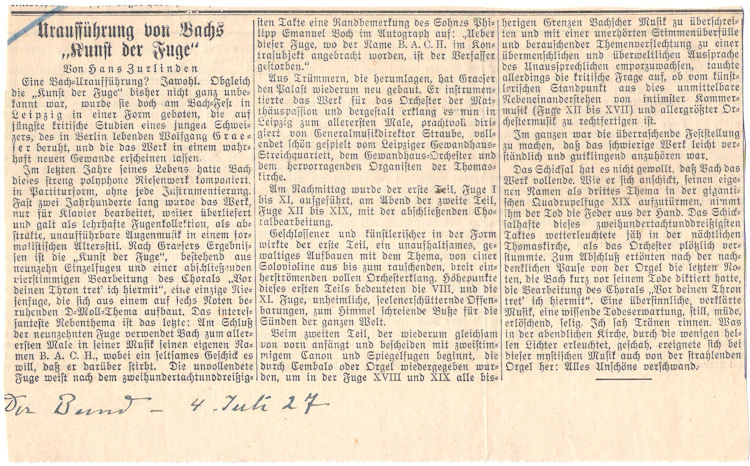 Uraufführung von Bachs
„Kunst der Fuge“
Von Hans Zurlinden
Eine Bach-Uraufführung? Jawohl. Obgleich
die „Kunst der Fuge“ bisher nicht ganz unbe-
kannt war, wurde sie doch am Bach-Fest in
Leipzig in einer Form geboten, die auf
jüngste kritische Studien eines jungen Schwei-
zers, des in Berlin lebenden Wolfgang Grae-
ser beruht, und die das Werk in einem wahr-
haft neuen Gewande erscheinen lassen.
Im letzten Jahre seines Lebens hatte Bach
dieses streng polyphone Riesenwerk komponiert,
in Partiturform, ohne jede Instrumentierung.
Fast zwei Jahrhunderte lang wurde das Werk,
nur für Klavier bearbeitet, weiter überliefert
und galt als lehrhafte Fugenkollektion, als ab-
strakte, unaufführbare Augenmusik in einem for-
malistischen Altersstil. Nach Graesers Ergebnis-
sen ist die „Kunst der Fuge“, bestehend aus
neunzehn Einzelfugen und einer abschließenden
vierstimmigen Bearbeitung des Chorals „Vor
deinen Thron tret' ich hiermit“, eine einzige Rie-
senfuge, die sich aus einem auf sechs Noten be-
ruhenden D-Moll-Thema aufbaut. Das interes-
santeste Nebenthema ist das letzte: Am Schluß
der neunzehnten Fuge verwendet Bach zum aller-
ersten Male in seiner Musik seinen eigenen Na-
men B. A. C. H., wobei ein seltsames Geschick es
will, daß er darüber stirbt. Die unvollendete
Fuge weist nach dem zweihundertachtunddreißig-
sten Takte eine Randbemerkung des Sohnes Phi-
lipp Emanuel Bach im Autograph auf: „Ueber
dieser Fuge, wo der Name B. A. C. H. im Kon-
trasubjekt angebracht worden, ist der Verfasser
gestorben.“
Aus Trümmern, die herumlagen, hat Graeser
den Palast wiederum neu gebaut. Er instrumen-
tierte das Werk für das Orchester der Mat-
thäuspassion und dergestalt erklang es nun in
Leipzig zum allerersten Male, prachtvoll diri-
giert von Generalmusikdirektor Straube, voll-
endet schön gespielt vom Leipziger Gewandhaus-
Streichquartett, dem Gewandhaus-Orchester und
dem hervorragenden Organisten der Thomas-
kirche.
Am Nachmittag wurde der erste Teil, Fuge I
bis XI, aufgeführt, am Abend der zweite Teil,
Fuge XII bis XIX, mit der abschließenden Cho-
ralbearbeitung.
Geschlossener und künstlerischer in der Form
wirkte der erste Teil, ein unaufhaltsames, ge-
waltiges Aufbauen mit dem Thema, von einer
Soloviolíne aus bis zum rauschenden, breit ein-
herströmenden vollen Orchesterklang. Höhepunkte
dieses ersten Teils bedeuteten die VIII. und die
XI. Fuge, unheimliche, seelenerschütternde Offen-
barungen, zum Himmel schreiende Buße für die
Sünden der ganzen Welt.
Beim zweiten Teil, der wiederum gleichsam
von vorn anfängt und bescheiden mit zweistim-
migem Canon und Spiegelfugen beginnt, die
durch Cembalo oder Orgel wiedergegeben wur-
den, um in der Fuge XVIII und XIX alle bis-
herigen Grenzen Bachscher Musik zu überschrei-
ten und mit einer unerhörten Stimmenüberfülle
und berauschender Themenverflechtung zu einer
übermenschlichen und überweltlichen Aussprache
des Unaussprechlichen emporzuwachsen, tauchte
allerdings die kritische Frage auf, ob vom künst-
lerischen Standpunkt aus dies unmittelbare
Nebeneinanderstehen von intimster Kammer-
musik (Fuge XII bis XVII) und allergrößter Or-
chestermusik zu rechtfertigen ist.
Im ganzen war die überraschende Feststellung
zu machen, daß das schwierige Werk leicht ver-
ständlich und gutklingend anzuhören war.
Das Schicksal hat es nicht gewollt, daß Bach das
Werk vollende. Wie er sich anschickt, seinen eige-
nen Namen als drittes Thema in der giganti-
schen Quadrupelfuge XIX aufzutürmen, nimmt
ihm der Tod die Feder aus der Hand. Das Schick-
salhafte dieses zweihundertachtunddreißigsten
Taktes wetterleuchtete jäh in der nächtlichen
Thomaskirche, als das Orchester plötzlich ver-
stummte. Zum Abschluß ertönten nach der nach-
denklichen Pause von der Orgel die letzten No-
ten, die Bach kurz vor seinem Tode diktiert hatte,
die Bearbeitung des Chorals „Vor deinen Thron
tret' ich hiermit“. Eine übersinnliche, verklärte
Musik, eine wissende Todeserwartung, still, müde,
erlöschend, selig. Ich sah Tränen rinnen. Was
in der abendlichen Kirche, durch die wenigen hel-
len Lichter erleuchtet, geschah, ereignete sich bei
dieser mystischen Musik auch von der strahlenden
Orgel her: Alles Unschöne verschwand.
Der Bund – 4. Juli 27